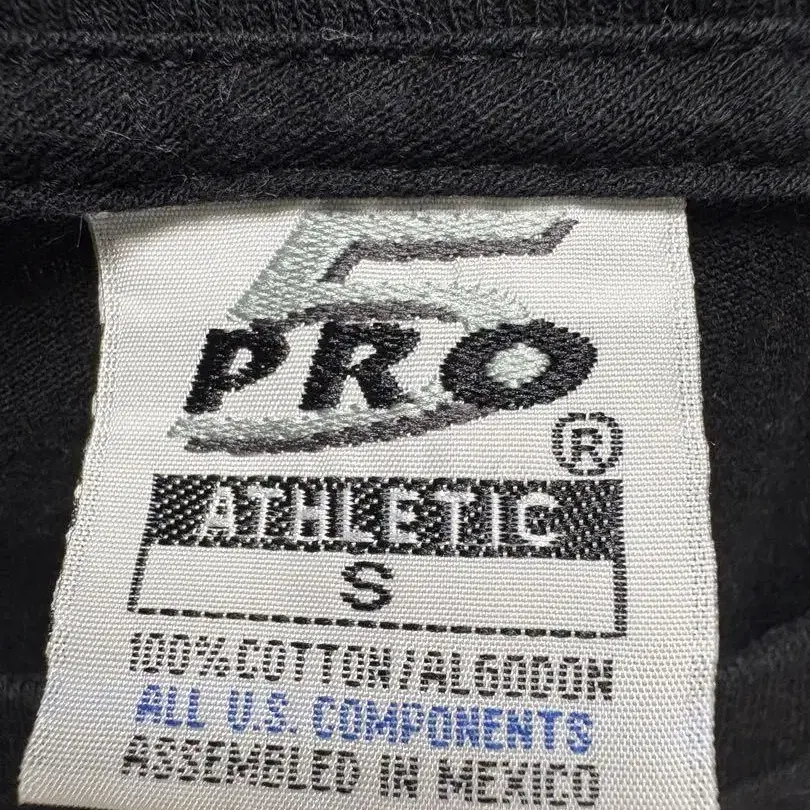 5
PRO
®
ATHLETIC
S
100% COTTON/ALGODON
ALL U.S. COMPONENTS
ASSEMBLED IN MEXICO